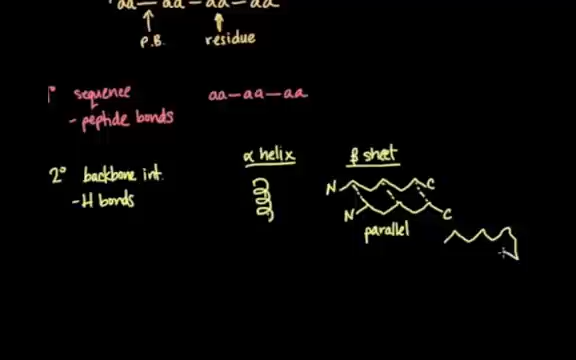 aa — aa — aa — aa
P.B. residue
1° sequence aa—aa—aa
- peptide bonds
2° backbone int. α helix β sheet
- H bonds
N C
N C
parallel